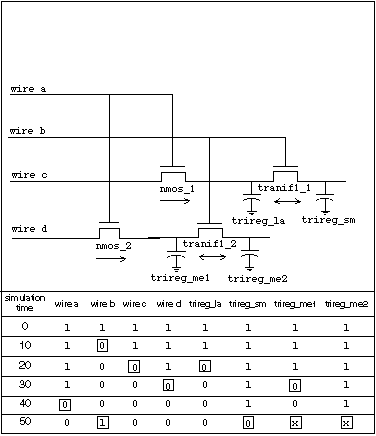 wire a
wire b
wire c
nmos_1
tranif1_1
trireg_la
trireg_sm
wire d
nmos_2
tranif1_2
trireg_me1
trireg_me2
simulation time wire a wire b wire c wire d trireg_la trireg_sm trireg_me1 trireg_me2
0 1 1 1 1 1 1 1 1
10 1 0 1 1 1 1 1 1
20 1 0 0 1 0 1 1 1
30 1 0 0 0 0 1 0 1
40 0 0 0 0 0 1 0 1
50 0 1 0 0 0 0 x x